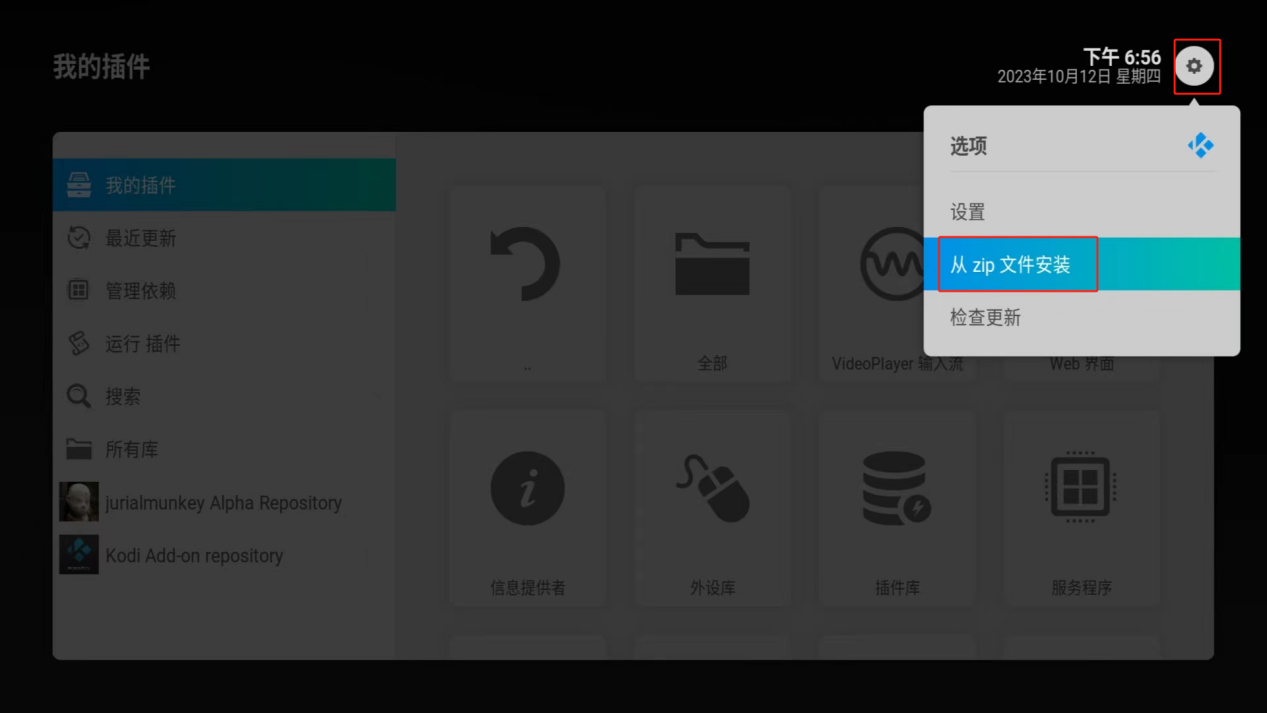 我的插件
下午 6:56
2023年10月12日 星期四
选项
设置
从 zip 文件安装
检查更新
我的插件
最近更新
管理依赖
运行 插件
搜索
所有库
jurialmunkey Alpha Repository
Kodi Add-on repository
..
全部
VideoPlayer 输入流
Web 界面
信息提供者
外设库
插件库
服务程序